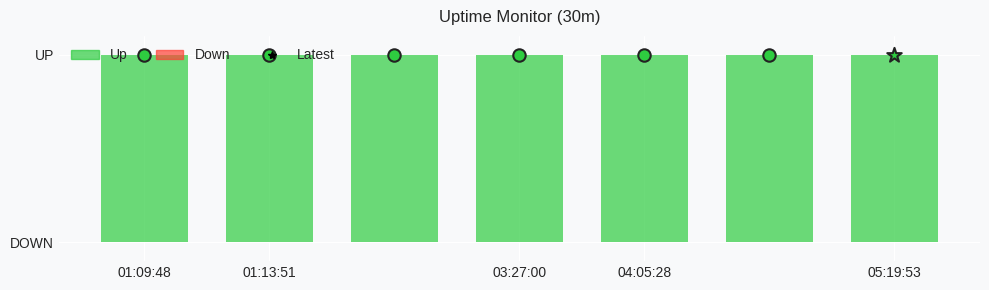 Uptime Monitor (30m)
UP
Up
Down
Latest
DOWN
01:09:48
01:13:51
03:27:00
04:05:28
05:19:53